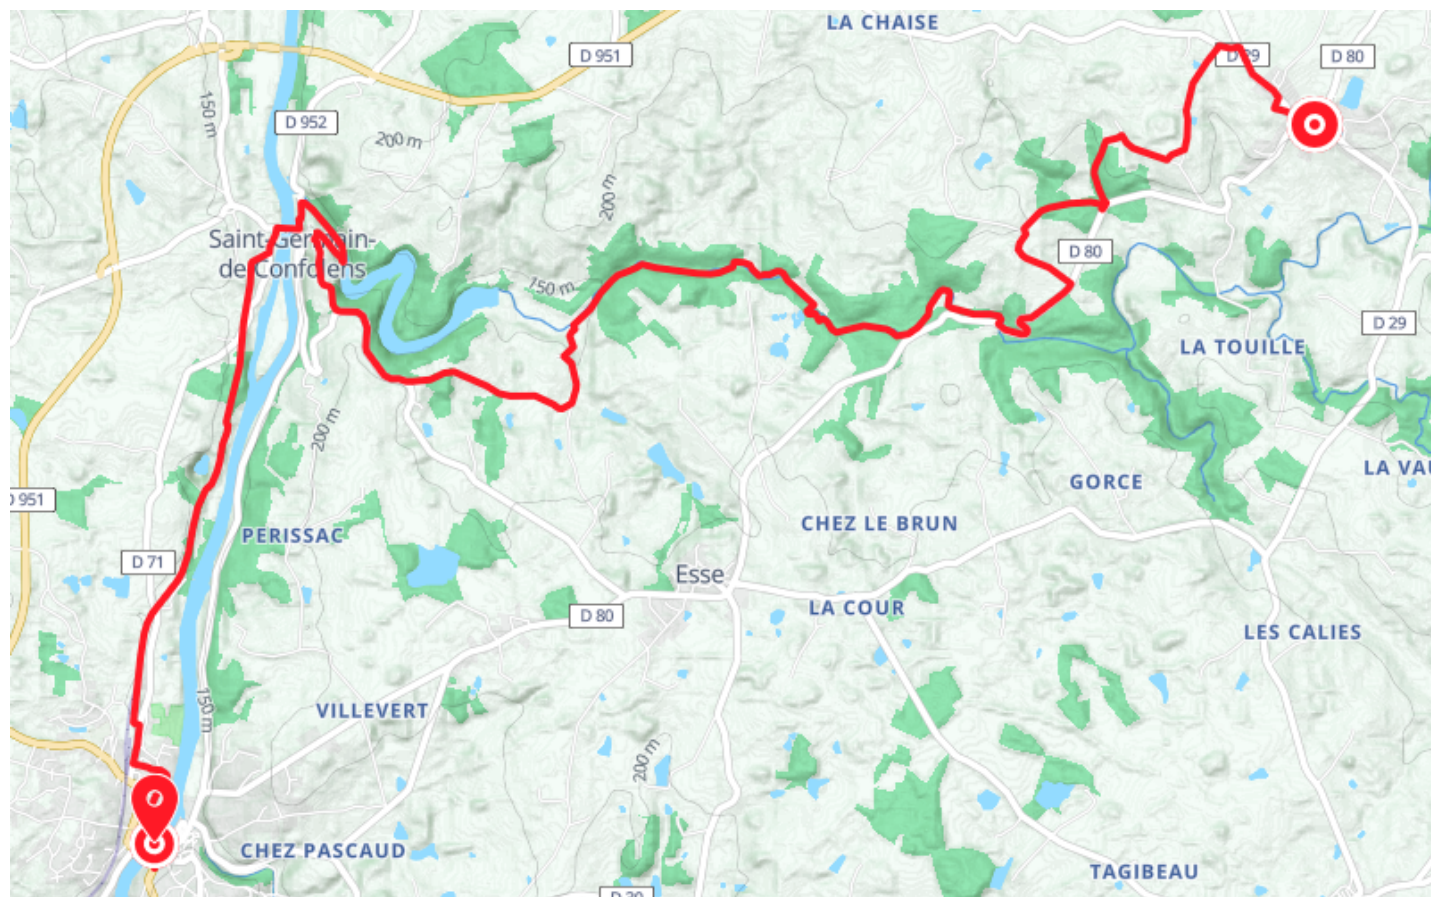 LA CHAISE
D 951
D 29
D 80
150 m
D 952
200 m
200 m
Saint-Germain-
de Confolens
D 80
150 m
D 29
LA TOUILLE
200 m
LA VAU
GORCE
D 951
CHEZ LE BRUN
PERISSAC
D 71
Esse
LA COUR
D 80
LES CALIES
150 m
VILLEVERT
200 m
CHEZ PASCAUD
TAGIBEAU